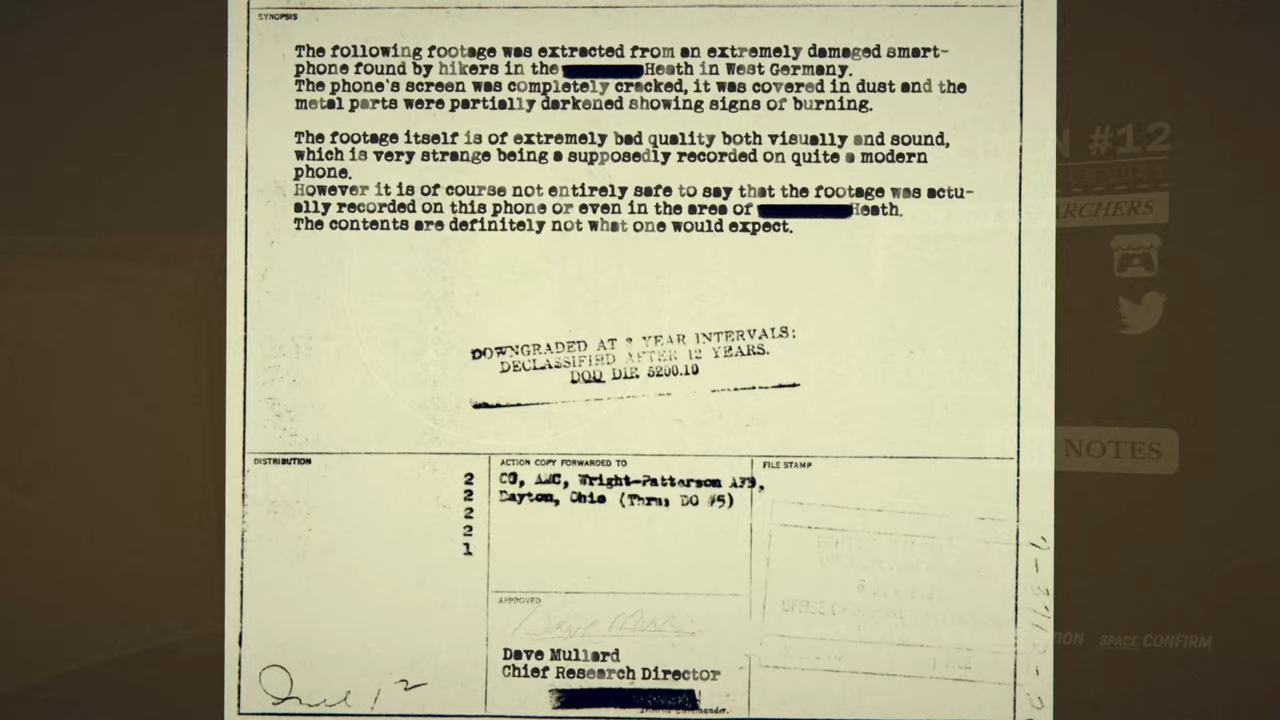 SYNOPSIS
The following footage was extracted from an extremely damaged smart-
phone found by hikers in the Heath in West Germany.
The phone's screen was completely cracked, it was covered in dust and the
metal parts were partially darkened showing signs of burning.
The footage itself is of extremely bad quality both visually and sound,
which is very strange being a supposedly recorded on quite a modern
phone.
However it is of course not entirely safe to say that the footage was actu-
ally recorded on this phone or even in the area of Heath.
The contents are definitely not what one would expect.
DOWNGRADED AT 3 YEAR INTERVALS;
DECLASSIFIED AFTER 12 YEARS.
DOD DIR 5200.10
DISTRIBUTION
2
2
2
2
1
ACTION COPY FORWARDED TO
CG, AMC, Wright-Patterson AFB,
Dayton, Ohio (Thru; DO #5)
FILE STAMP
OFFICE
APPROVED
Dave Mullard
Chief Research Director
Commander.
#12
ARCHERS
NOTES
ION SPACE CONFIRM